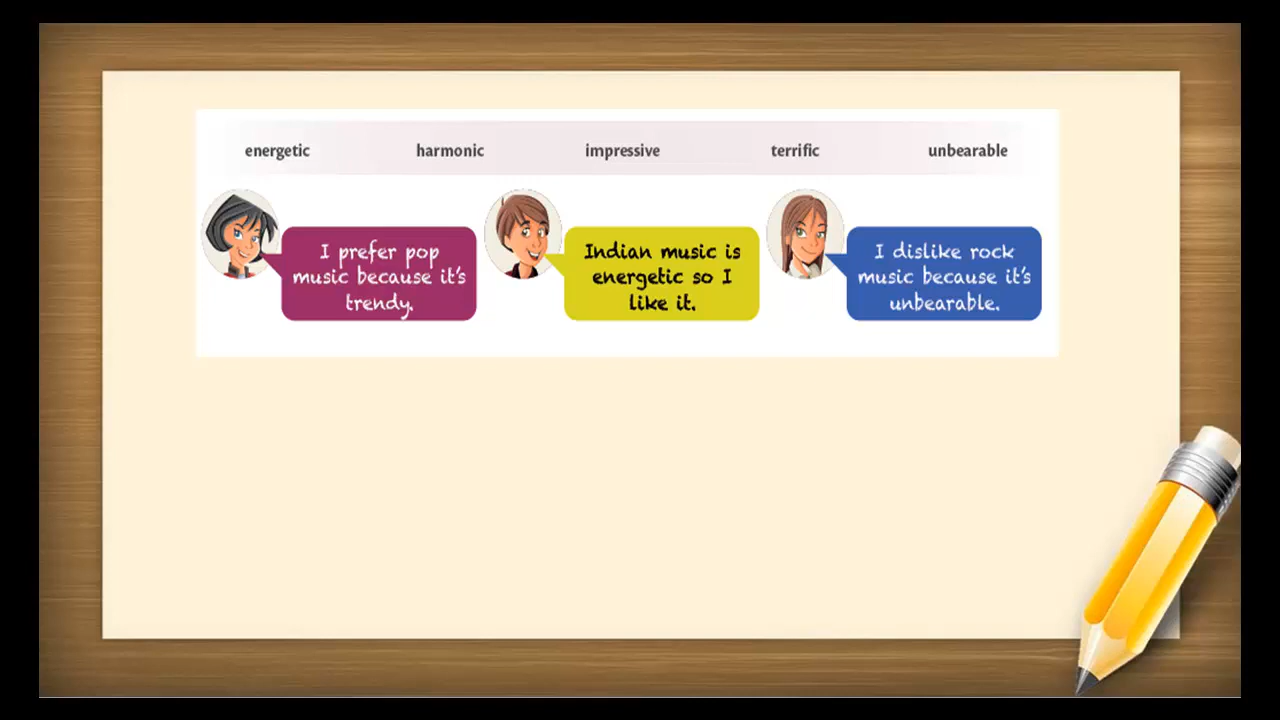 energetic harmonic impressive terrific unbearable
I prefer pop
music because it's
trendy.
Indian music is
energetic so I
like it.
I dislike rock
music because it's
unbearable.